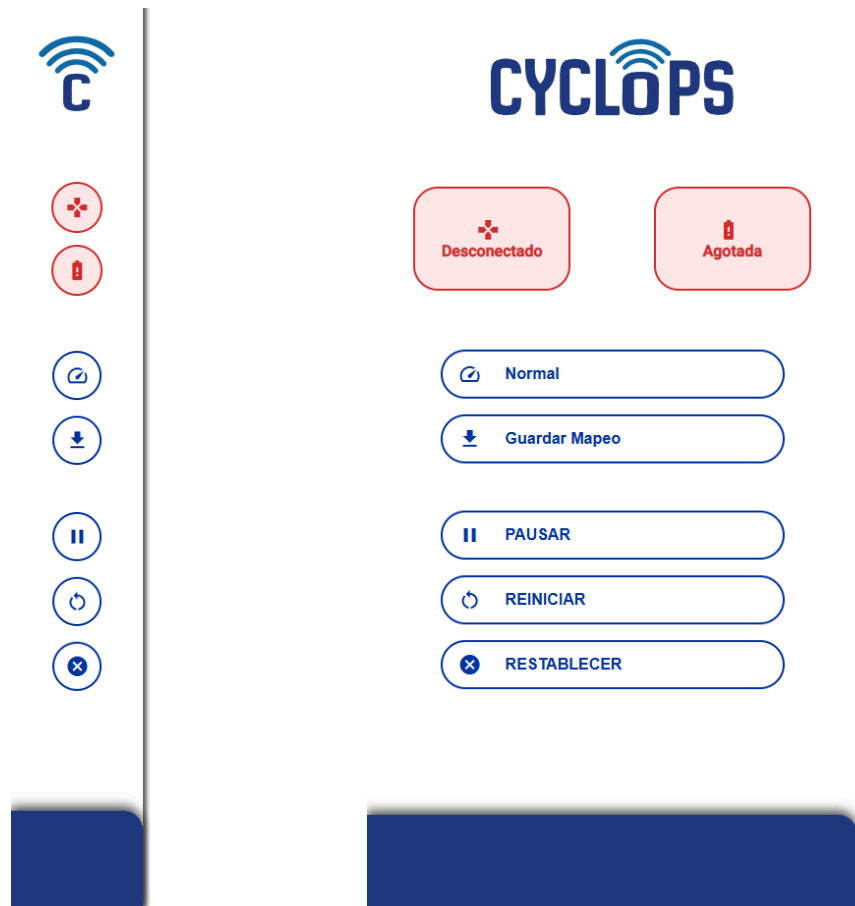 C
CYCLOPS
Desconectado
Agotada
Normal
Guardar Mapeo
PAUSAR
REINICIAR
RESTABLECER